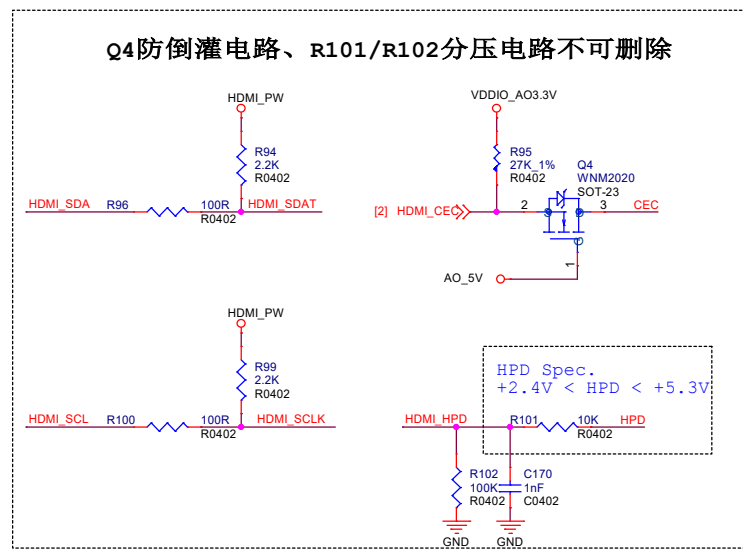 Q4防倒灌电路、R101/R102分压电路不可删除
HDMI_PW
R94
2.2K
R0402
HDMI_SDA
R96
100R
R0402
HDMI_SDAT
VDDIO_AO3.3V
R95
27K_1%
R0402
Q4
WNM2020
SOT-23
[2] HDMI_CEC
2
S
D
3
CEC
G
1
AO_5V
HDMI_PW
R99
2.2K
R0402
HDMI_SCL
R100
100R
R0402
HDMI_SCLK
HPD Spec.
+2.4V < HPD < +5.3V
HDMI_HPD
R101
10K
R0402
HPD
R102
100K
R0402
C170
1nF
C0402
GND
GND